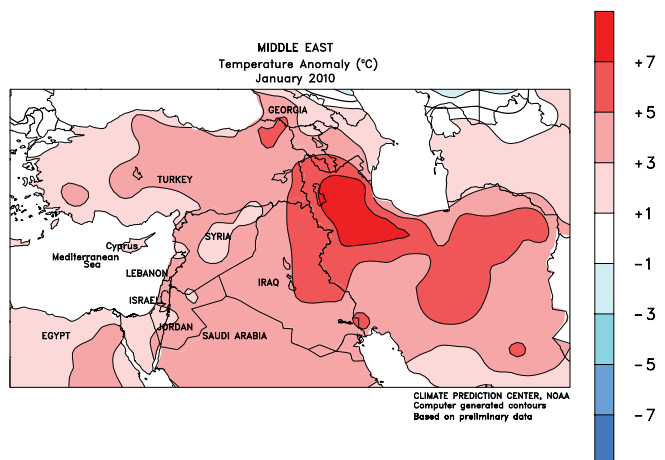 MIDDLE EAST
Temperature Anomaly (°C)
January 2010
GEORGIA
TURKEY
SYRIA
Cyprus
Mediterranean
Sea
LEBANON
ISRAEL
IRAQ
JORDAN
EGYPT
SAUDI ARABIA
+7
+5
+3
+1
-1
-3
-5
-7
CLIMATE PREDICTION CENTER, NOAA
Computer generated contours
Based on preliminary data